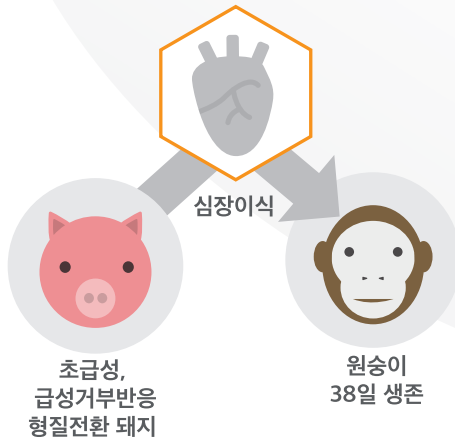 심장이식
초급성,
급성거부반응
형질전환 돼지
원숭이
38일 생존